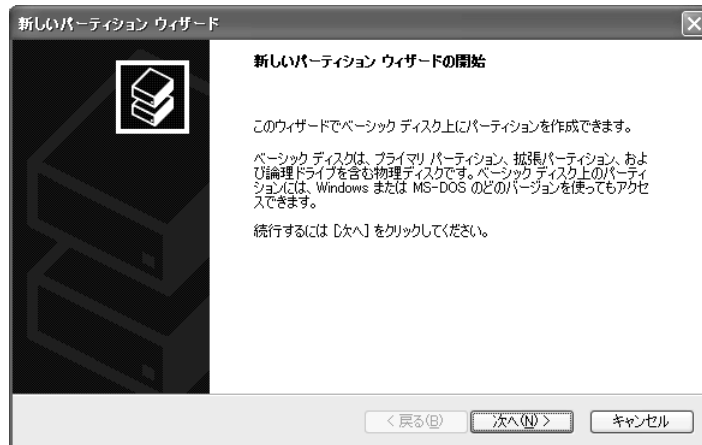 新しいパーティション ウィザード
新しいパーティション ウィザードの開始
このウィザードでベーシック ディスク上にパーティションを作成できます。
ベーシック ディスクは、プライマリ パーティション、拡張パーティション、およ
び論理ドライブを含む物理ディスクです。ベーシック ディスク上のパーティ
ションには、Windows または MS-DOS のどのバージョンを使ってもアクセ
スできます。
続行するには [次へ] をクリックしてください。
< 戻る(B) 次へ(N) > キャンセル